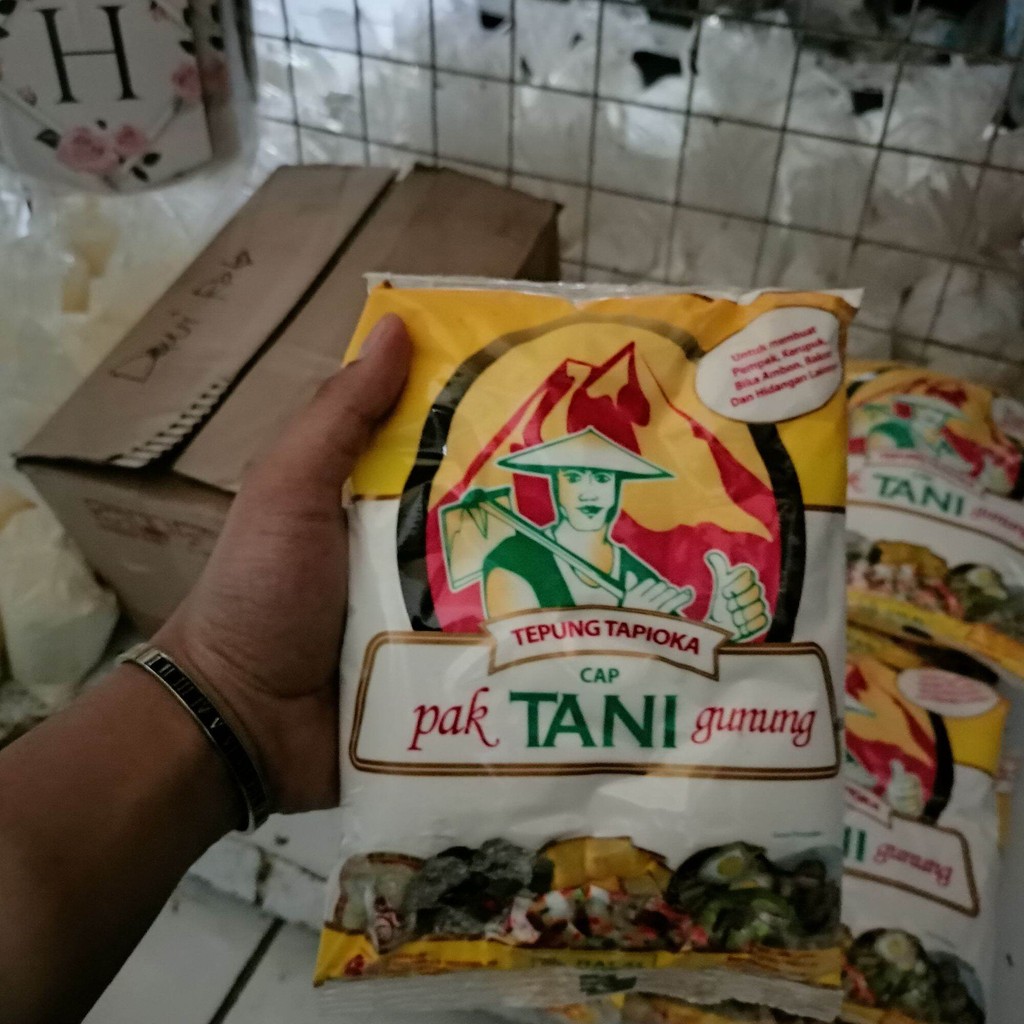 H
Untuk membuat
Pempek, Kerupuk,
Bika Ambon, Bakso
Dan Hidangan Lainnya
TEPUNG TAPIOKA
CAP
pak TANI gunung
TANI gunung
gunung